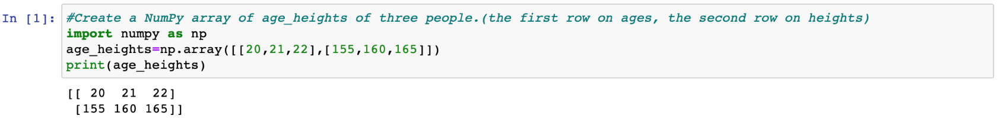 In [1]: #Create a NumPy array of age_heights of three people.(the first row on ages, the second row on heights)
import numpy as np
age_heights=np.array([[20,21,22],[155,160,165]])
print(age_heights)
[[ 20  21  22]
 [155 160 165]]